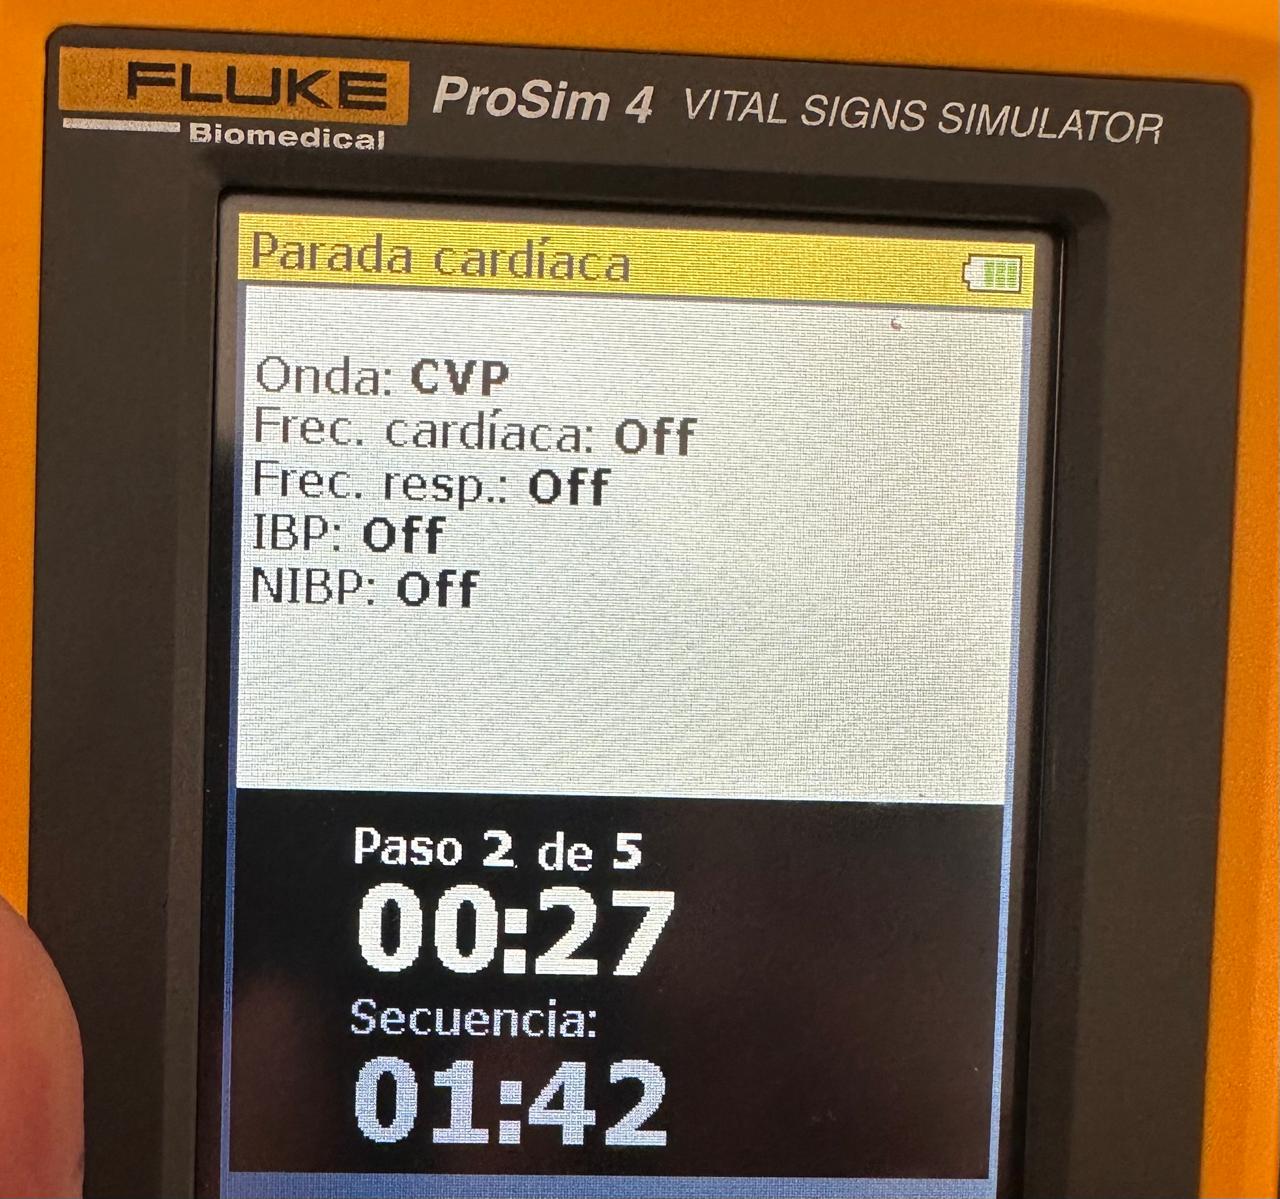 FLUKE
Biomedical
ProSim 4 VITAL SIGNS SIMULATOR
Parada cardíaca
Onda: CVP
Frec. cardíaca: Off
Frec. resp.: Off
IBP: Off
NIBP: Off
Paso 2 de 5
00:27
Secuencia:
01:42